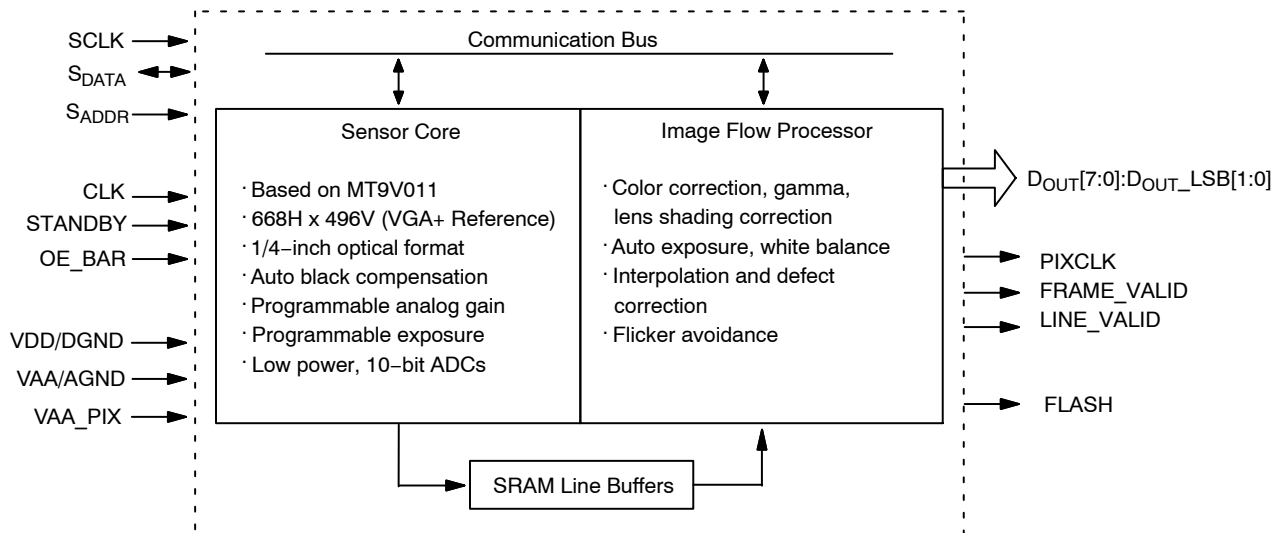 SCLK
SDATA
SADDR
CLK
STANDBY
OE_BAR
VDD/DGND
VAA/AGND
VAA_PIX
Communication Bus
Sensor Core
· Based on MT9V011
· 668H x 496V (VGA+ Reference)
· 1/4−inch optical format
· Auto black compensation
· Programmable analog gain
· Programmable exposure
· Low power, 10−bit ADCs
Image Flow Processor
· Color correction, gamma,
lens shading correction
· Auto exposure, white balance
· Interpolation and defect
correction
· Flicker avoidance
SRAM Line Buffers
DOUT[7:0]:DOUT_LSB[1:0]
PIXCLK
FRAME_VALID
LINE_VALID
FLASH